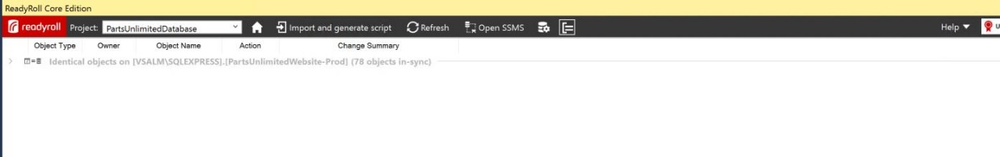 ReadyRoll Core Edition
readyroll Project: PartsUnlimitedDatabase Import and generate script Refresh Open SSMS Help U
Object Type Owner Object Name Action Change Summary
Identical objects on [VSALM\SQLEXPRESS].[PartsUnlimitedWebsite-Prod] (78 objects in-sync)